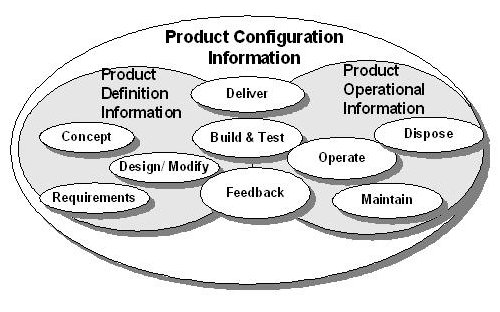 Product Configuration
Information
Product
Definition
Information
Product
Operational
Information
Deliver
Concept
Build & Test
Dispose
Design/ Modify
Operate
Requirements
Feedback
Maintain